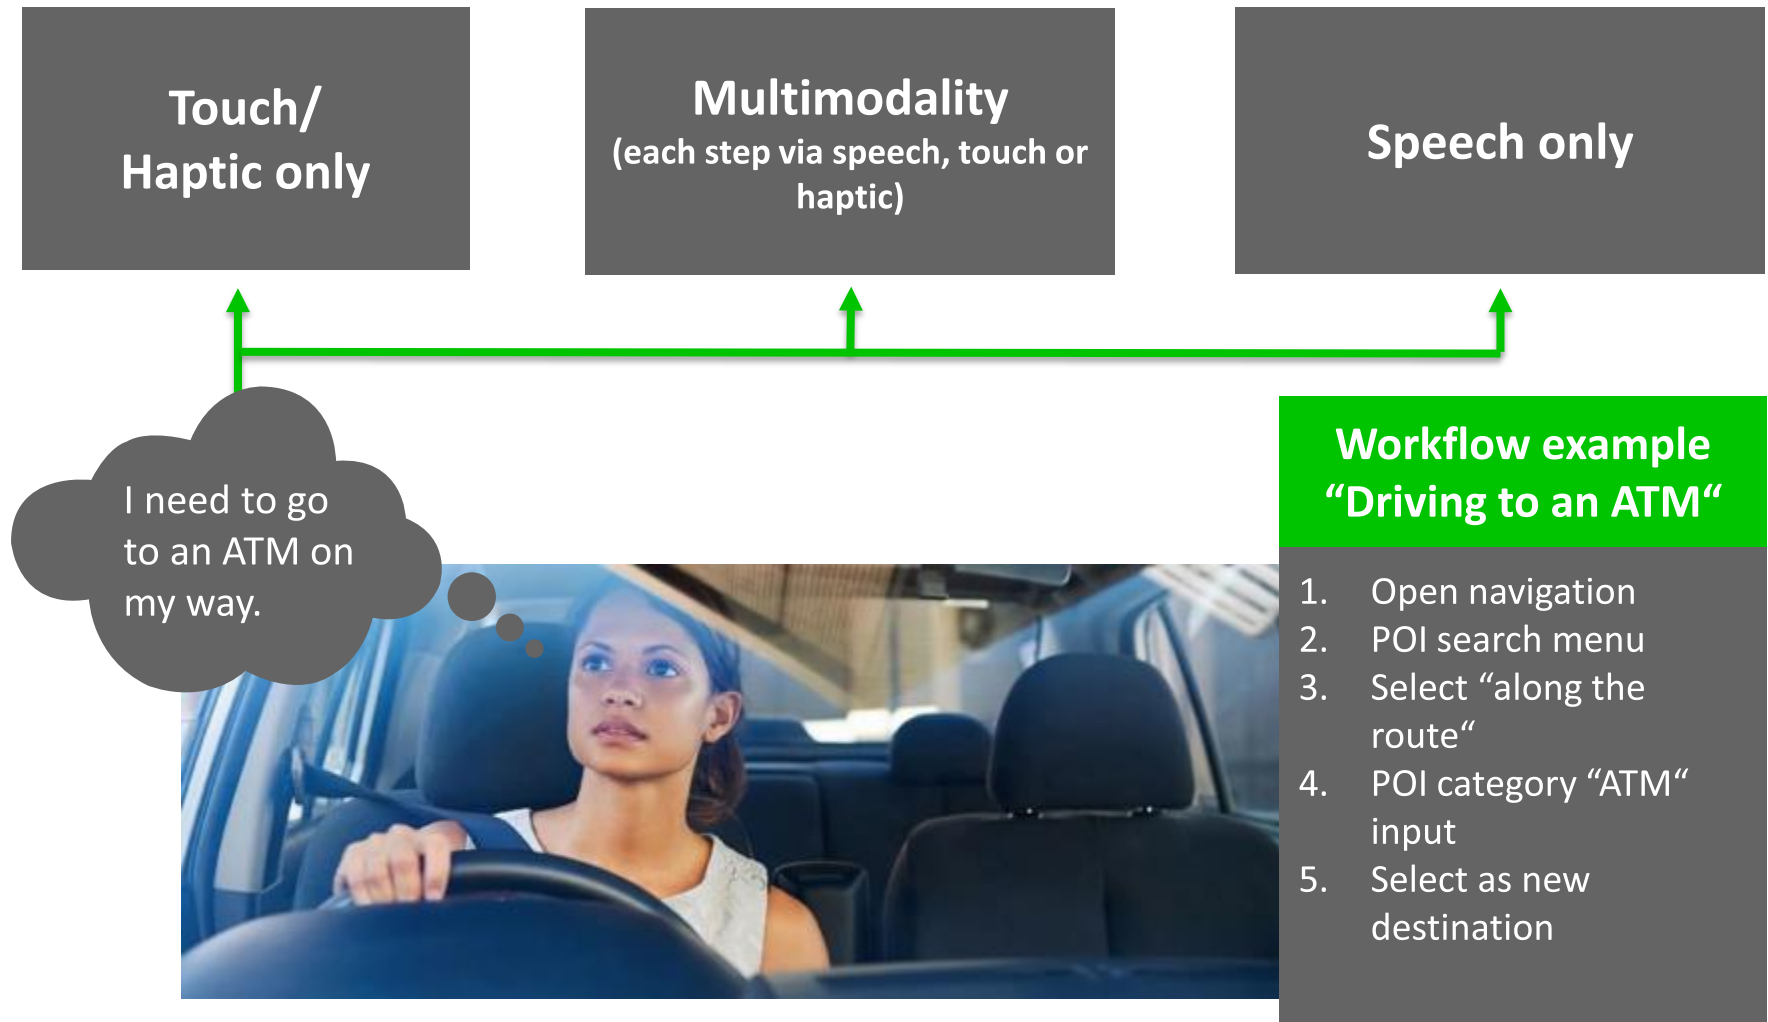 Touch/
Haptic only
Multimodality
(each step via speech, touch or
haptic)
Speech only
I need to go
to an ATM on
my way.
Workflow example
“Driving to an ATM“
1. Open navigation
2. POI search menu
3. Select “along the
route“
4. POI category “ATM“
input
5. Select as new
destination